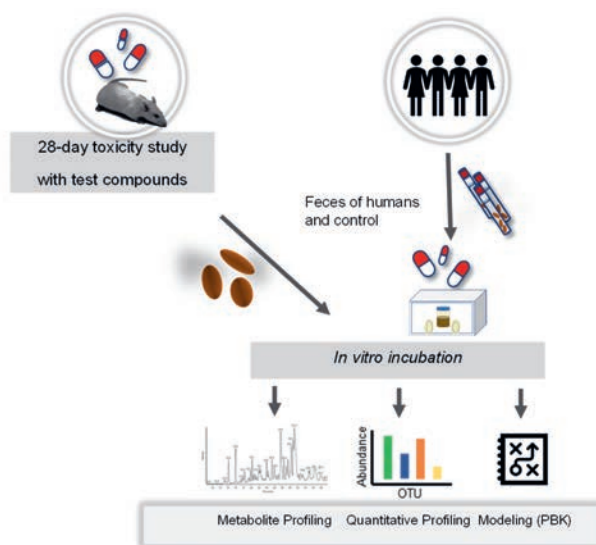 28-day toxicity study
with test compounds
Feces of humans
and control
In vitro incubation
Abundance
OTU
Metabolite Profiling
Quantitative Profiling
Modeling (PBK)